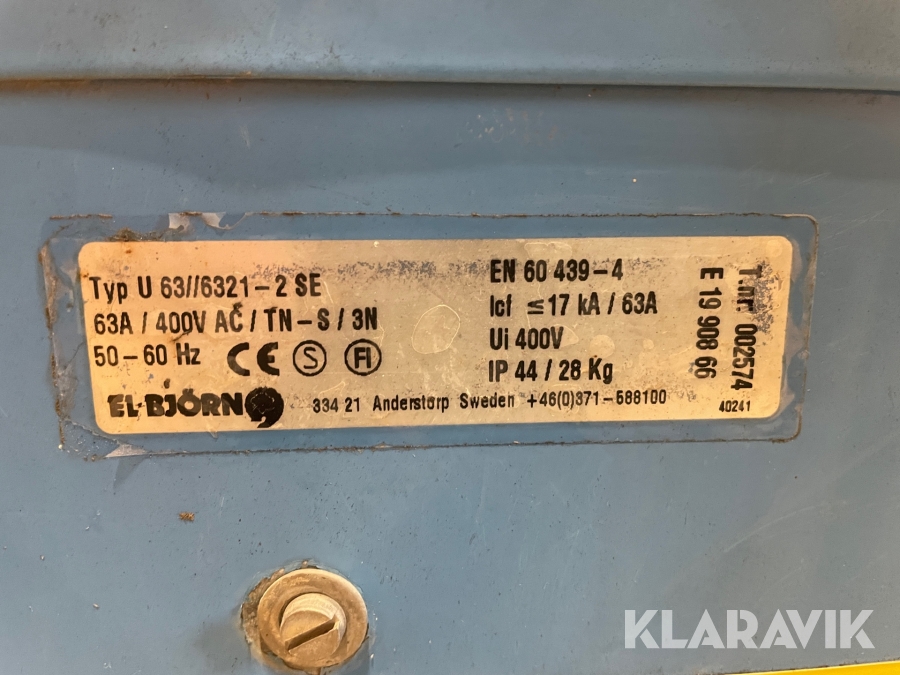 Typ U 63//6321-2 SE
63A / 400V AC / TN-S / 3N
50-60 Hz CE S FI
EL-BJÖRN
334 21 Anderstorp Sweden +46(0)371-588100
EN 60 439-4
Icf ≤17 kA / 63A
Ui 400V
IP 44 / 28 Kg
T.nr. 002574
E 19 908 66
40241
KLARAVIK